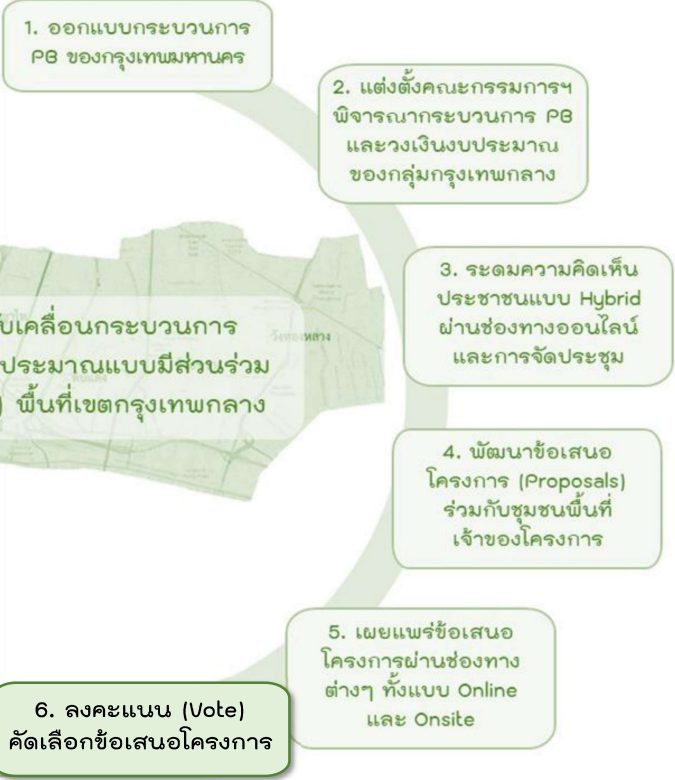 1. ออกแบบกระบวนการ
PB ของกรุงเทพมหานคร
2. แต่งตั้งคณะกรรมการฯ
พิจารณากระบวนการ PB
และวงเงินงบประมาณ
ของกลุ่มกรุงเทพกลาง
3. ระดมความคิดเห็น
ประชาชนแบบ Hybrid
ผ่านช่องทางออนไลน์
และการจัดประชุม
วังทองหลาง
บเคลื่อนกระบวนการ
ประมาณแบบมีส่วนร่วม
) พื้นที่เขตกรุงเทพกลาง
4. พัฒนาข้อเสนอ
โครงการ (Proposals)
ร่วมกับชุมชนพื้นที่
เจ้าของโครงการ
5. เผยแพร่ข้อเสนอ
โครงการผ่านช่องทาง
ต่างๆ ทั้งแบบ Online
และ Onsite
6. ลงคะแนน (Vote)
คัดเลือกข้อเสนอโครงการ